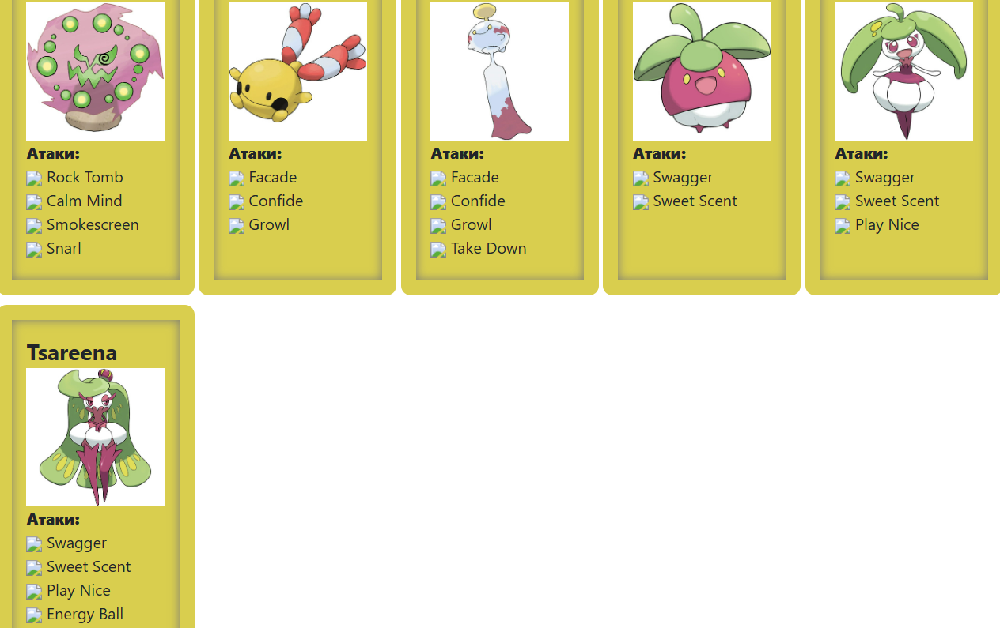 Атаки:
Rock Tomb
Calm Mind
Smokescreen
Snarl
Атаки:
Facade
Confide
Growl
Атаки:
Facade
Confide
Growl
Take Down
Атаки:
Swagger
Sweet Scent
Атаки:
Swagger
Sweet Scent
Play Nice
Tsareena
Атаки:
Swagger
Sweet Scent
Play Nice
Energy Ball